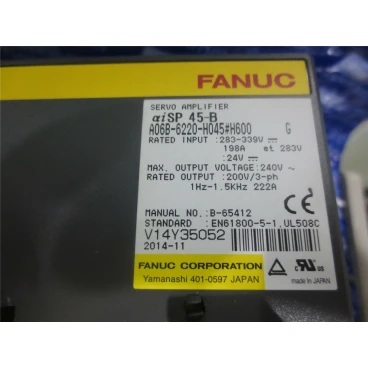 FANUC
SERVO AMPLIFIER
αiSP 45-B
A06B-6220-H045#H600 G
RATED INPUT :283-339V ⎓
198A at 283V
:24V ⎓
MAX. OUTPUT VOLTAGE:240V ~
RATED OUTPUT :200V/3-ph
1Hz-1.5KHz 222A
MANUAL NO.:B-65412
STANDARD :EN61800-5-1,UL508C
V14Y35052
2014-11
FANUC CORPORATION
Yamanashi 401-0597 JAPAN
c UL us
made in Japan